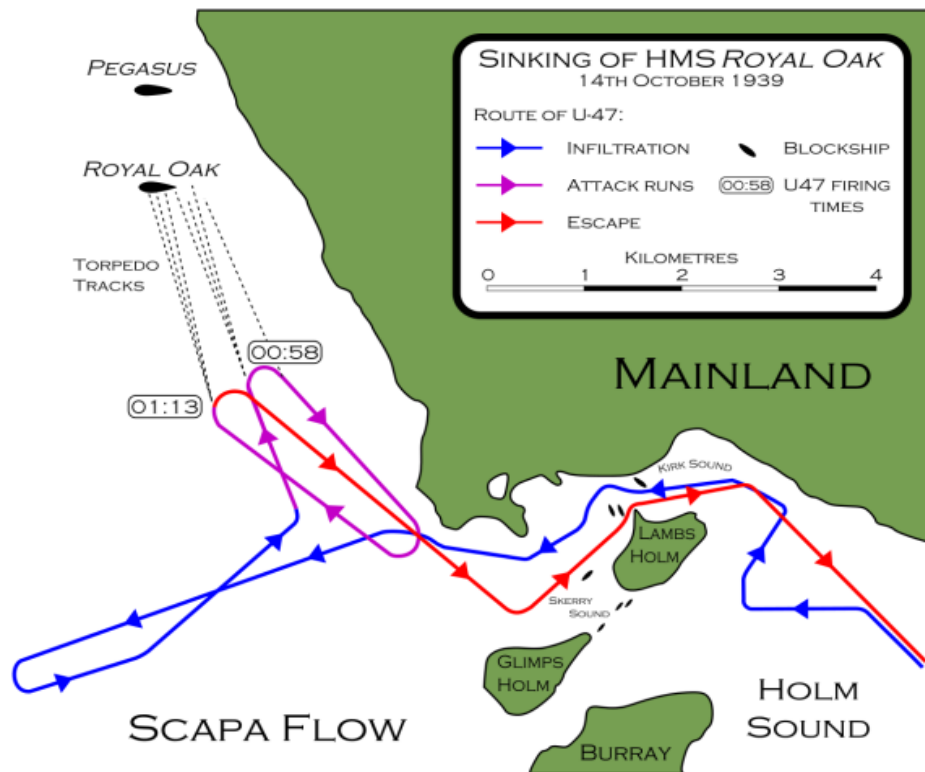 PEGASUS
ROYAL OAK
TORPEDO
TRACKS
00:58
01:13
SINKING OF HMS ROYAL OAK
14TH OCTOBER 1939
ROUTE OF U-47:
INFILTRATION
ATTACK RUNS
ESCAPE
BLOCKSHIP
00:58 U47 FIRING
TIMES
KILOMETRES
0 1 2 3 4
MAINLAND
KIRK SOUND
LAMBS
HOLM
SKERRY
SOUND
GLIMPS
HOLM
SCAPA FLOW
HOLM
SOUND
BURRAY